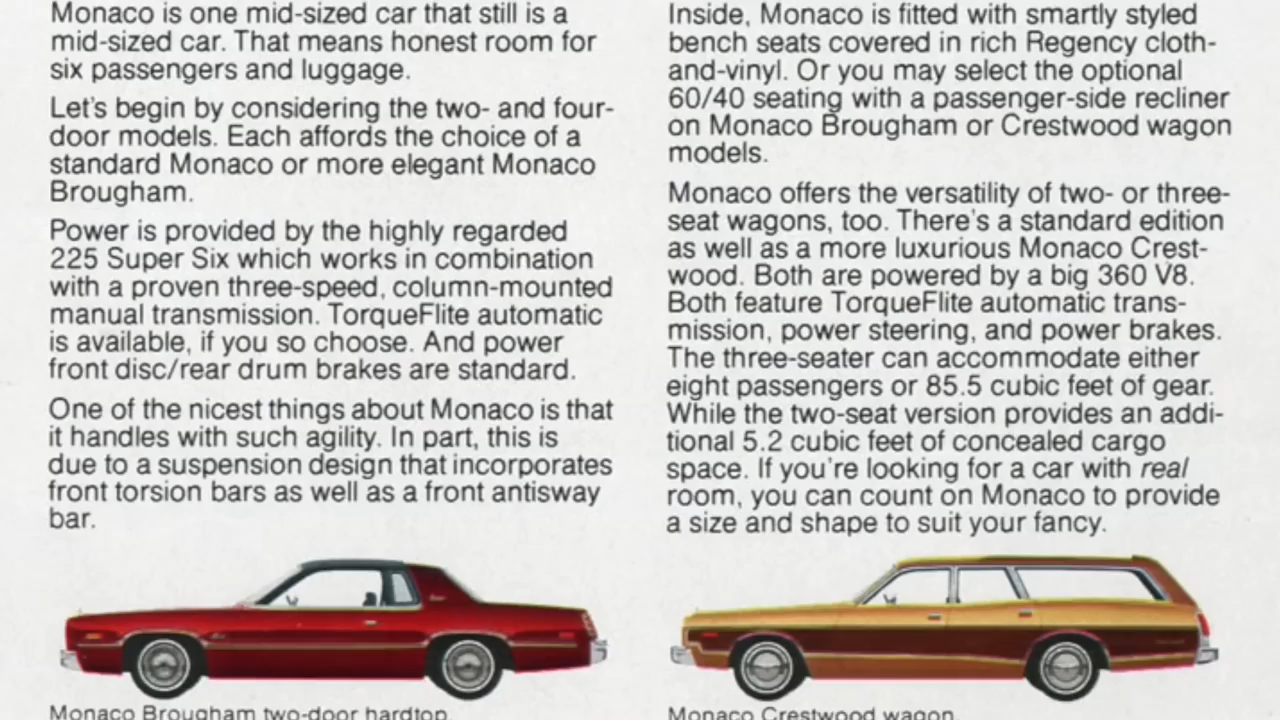 Monaco is one mid-sized car that still is a
mid-sized car. That means honest room for
six passengers and luggage.
Let's begin by considering the two- and four-
door models. Each affords the choice of a
standard Monaco or more elegant Monaco
Brougham.
Power is provided by the highly regarded
225 Super Six which works in combination
with a proven three-speed, column-mounted
manual transmission. TorqueFlite automatic
is available, if you so choose. And power
front disc/rear drum brakes are standard.
One of the nicest things about Monaco is that
it handles with such agility. In part, this is
due to a suspension design that incorporates
front torsion bars as well as a front antisway
bar.
Monaco Brougham two-door hardtop.
Inside, Monaco is fitted with smartly styled
bench seats covered in rich Regency cloth-
and-vinyl. Or you may select the optional
60/40 seating with a passenger-side recliner
on Monaco Brougham or Crestwood wagon
models.
Monaco offers the versatility of two- or three-
seat wagons, too. There's a standard edition
as well as a more luxurious Monaco Crest-
wood. Both are powered by a big 360 V8.
Both feature TorqueFlite automatic trans-
mission, power steering, and power brakes.
The three-seater can accommodate either
eight passengers or 85.5 cubic feet of gear.
While the two-seat version provides an addi-
tional 5.2 cubic feet of concealed cargo
space. If you're looking for a car with real
room, you can count on Monaco to provide
a size and shape to suit your fancy.
Monaco Crestwood wagon.